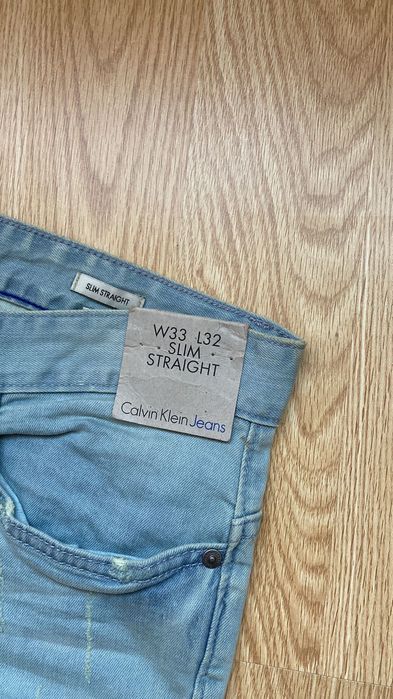 SLIM STRAIGHT
W33 L32
SLIM
STRAIGHT
Calvin Klein Jeans